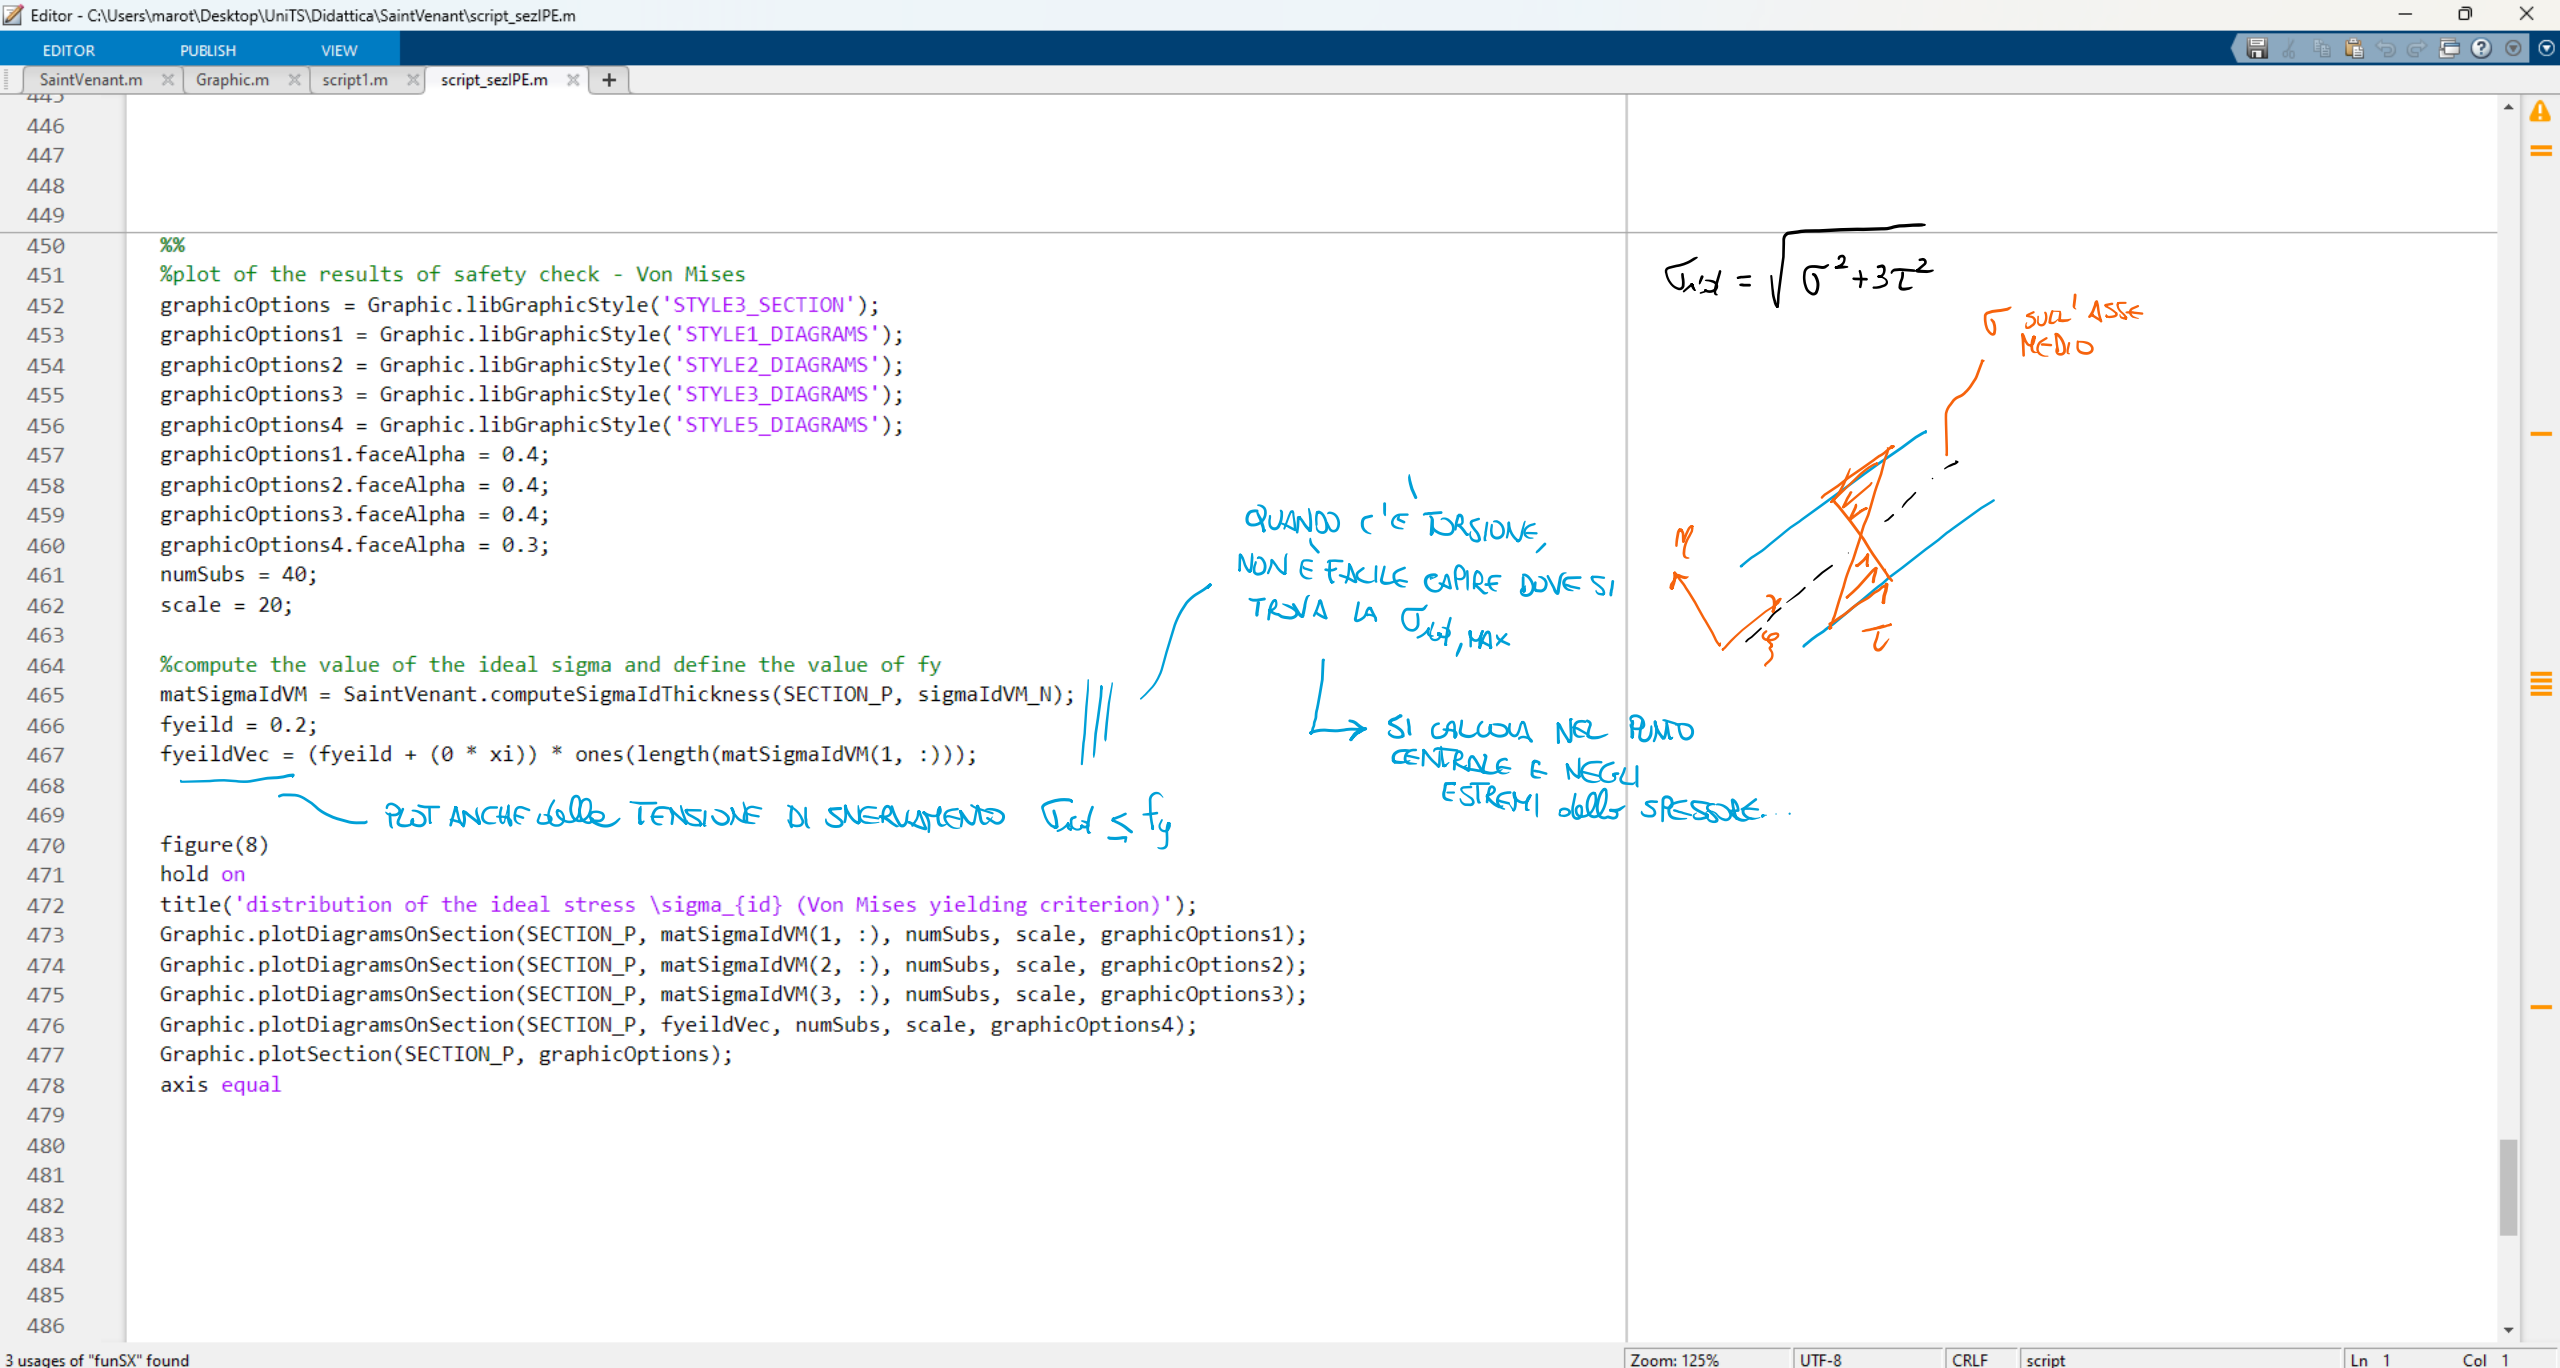 Editor - C:\Users\marot\Desktop\UniTS\Didattica\SaintVenant\script_sezIPE.m
EDITOR PUBLISH VIEW
SaintVenant.m Graphic.m script1.m script_sezIPE.m
445
446
447
448
449
450 %%
451 %plot of the results of safety check - Von Mises
452 graphicOptions = Graphic.libGraphicStyle('STYLE3_SECTION');
453 graphicOptions1 = Graphic.libGraphicStyle('STYLE1_DIAGRAMS');
454 graphicOptions2 = Graphic.libGraphicStyle('STYLE2_DIAGRAMS');
455 graphicOptions3 = Graphic.libGraphicStyle('STYLE3_DIAGRAMS');
456 graphicOptions4 = Graphic.libGraphicStyle('STYLE5_DIAGRAMS');
457 graphicOptions1.faceAlpha = 0.4;
458 graphicOptions2.faceAlpha = 0.4;
459 graphicOptions3.faceAlpha = 0.4;
460 graphicOptions4.faceAlpha = 0.3;
461 numSubs = 40;
462 scale = 20;
463
464 %compute the value of the ideal sigma and define the value of fy
465 matSigmaIdVM = SaintVenant.computeSigmaIdThickness(SECTION_P, sigmaIdVM_N);
466 fyeild = 0.2;
467 fyeildVec = (fyeild + (0 * xi)) * ones(length(matSigmaIdVM(1, :)));
468
469
470 figure(8)
471 hold on
472 title('distribution of the ideal stress \sigma_{id} (Von Mises yielding criterion)');
473 Graphic.plotDiagramsOnSection(SECTION_P, matSigmaIdVM(1, :), numSubs, scale, graphicOptions1);
474 Graphic.plotDiagramsOnSection(SECTION_P, matSigmaIdVM(2, :), numSubs, scale, graphicOptions2);
475 Graphic.plotDiagramsOnSection(SECTION_P, matSigmaIdVM(3, :), numSubs, scale, graphicOptions3);
476 Graphic.plotDiagramsOnSection(SECTION_P, fyeildVec, numSubs, scale, graphicOptions4);
477 Graphic.plotSection(SECTION_P, graphicOptions);
478 axis equal
479
480
481
482
483
484
485
486
PLOT ANCHE della TENSIONE DI SNERVAMENTO σid ≤ fy
QUANDO C'È TORSIONE,
NON È FACILE CAPIRE DOVE SI
TROVA LA σid,MAX
SI CALCOLA NEL PUNTO
CENTRALE E NEGLI
ESTREMI dello SPESSORE...
σid = √σ²+3τ²
σ SULL'ASSE
MEDIO
η
ξ
τ
3 usages of "funSX" found Zoom: 125% UTF-8 CRLF script Ln 1 Col 1